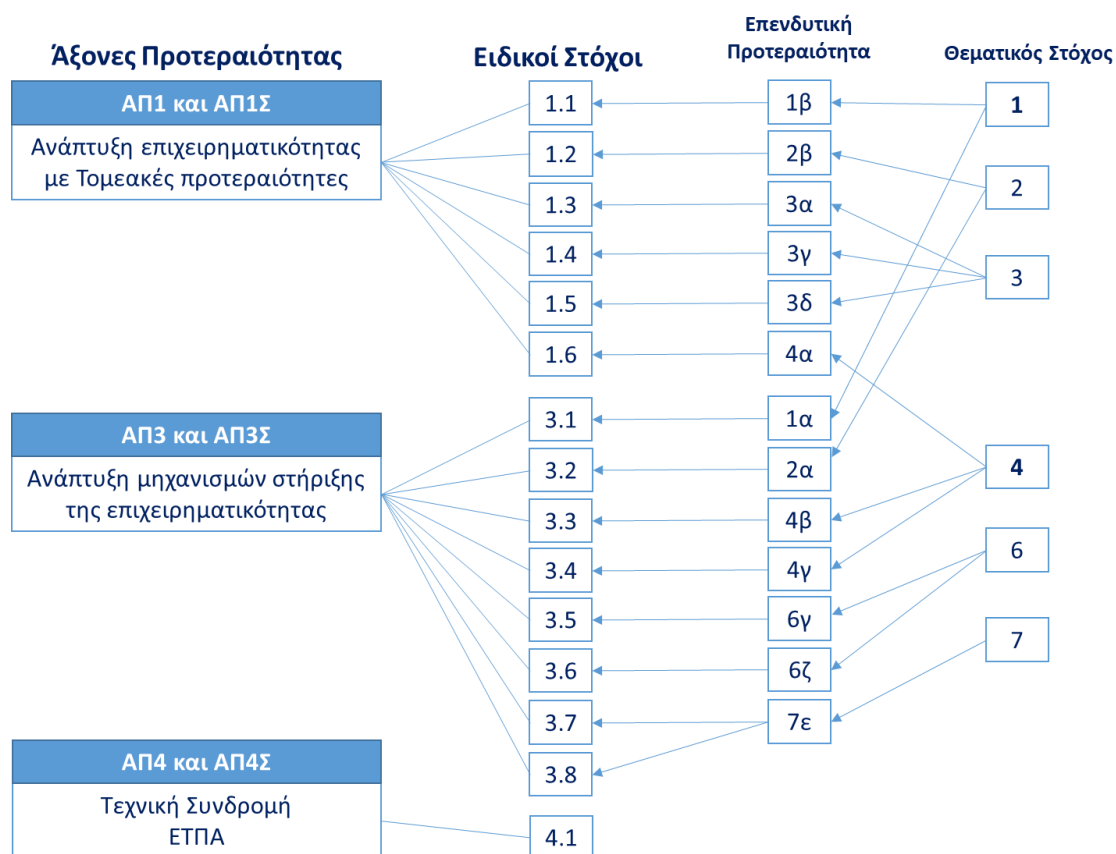 Άξονες Προτεραιότητας
Ειδικοί Στόχοι
Επενδυτική
Προτεραιότητα
Θεματικός Στόχος
ΑΠ1 και ΑΠ1Σ
Ανάπτυξη επιχειρηματικότητας
με Τομεακές προτεραιότητες
1.1
1.2
1.3
1.4
1.5
1.6
1β
2β
3α
3γ
3δ
4α
1
2
3
ΑΠ3 και ΑΠ3Σ
Ανάπτυξη μηχανισμών στήριξης
της επιχειρηματικότητας
3.1
3.2
3.3
3.4
3.5
3.6
3.7
3.8
1α
2α
4β
4γ
6γ
6ζ
7ε
4
6
7
ΑΠ4 και ΑΠ4Σ
Τεχνική Συνδρομή
ΕΤΠΑ
4.1